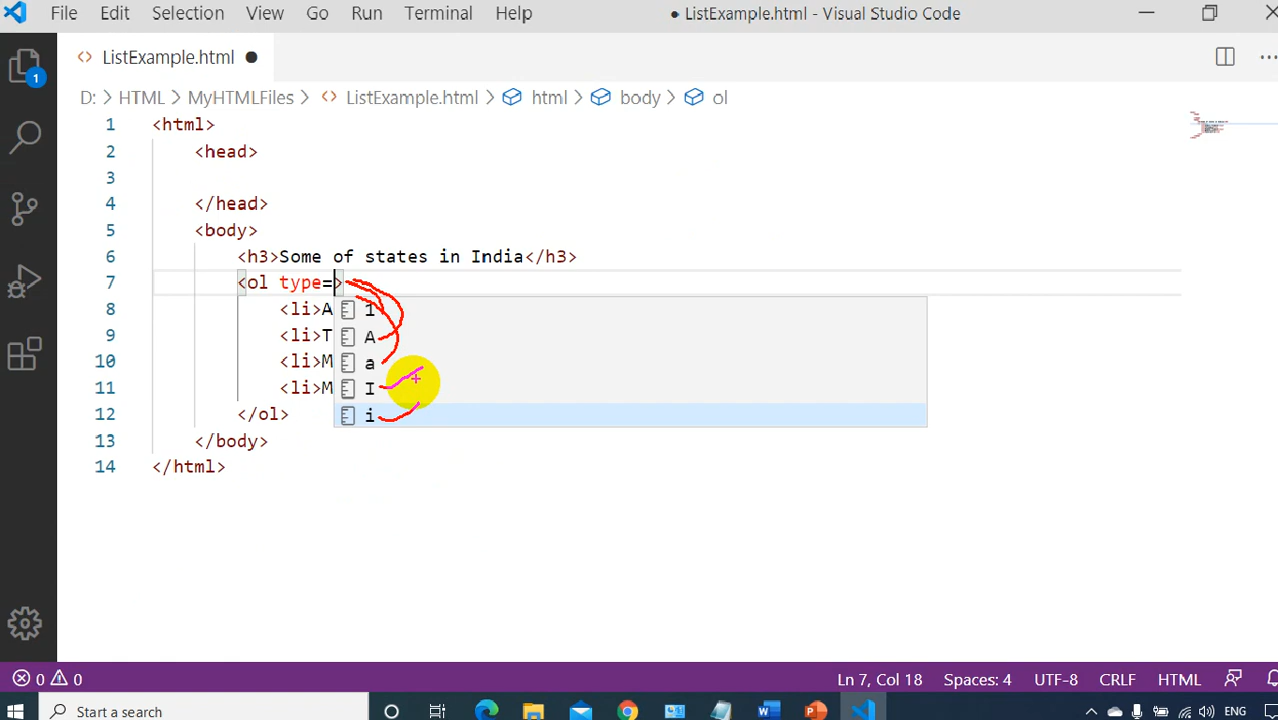 File Edit Selection View Go Run Terminal Help ● ListExample.html - Visual Studio Code
<> ListExample.html ●
D: > HTML > MyHTMLFiles > <> ListExample.html > html > body > ol
1 <html>
2 <head>
3
4 </head>
5 <body>
6 <h3>Some of states in India</h3>
7 <ol type=>
8 <li>A 1
9 <li>T A
10 <li>M a
11 <li>M I
12 </ol> i
13 </body>
14 </html>
1
0 0 Ln 7, Col 18 Spaces: 4 UTF-8 CRLF HTML
Start a search ENG